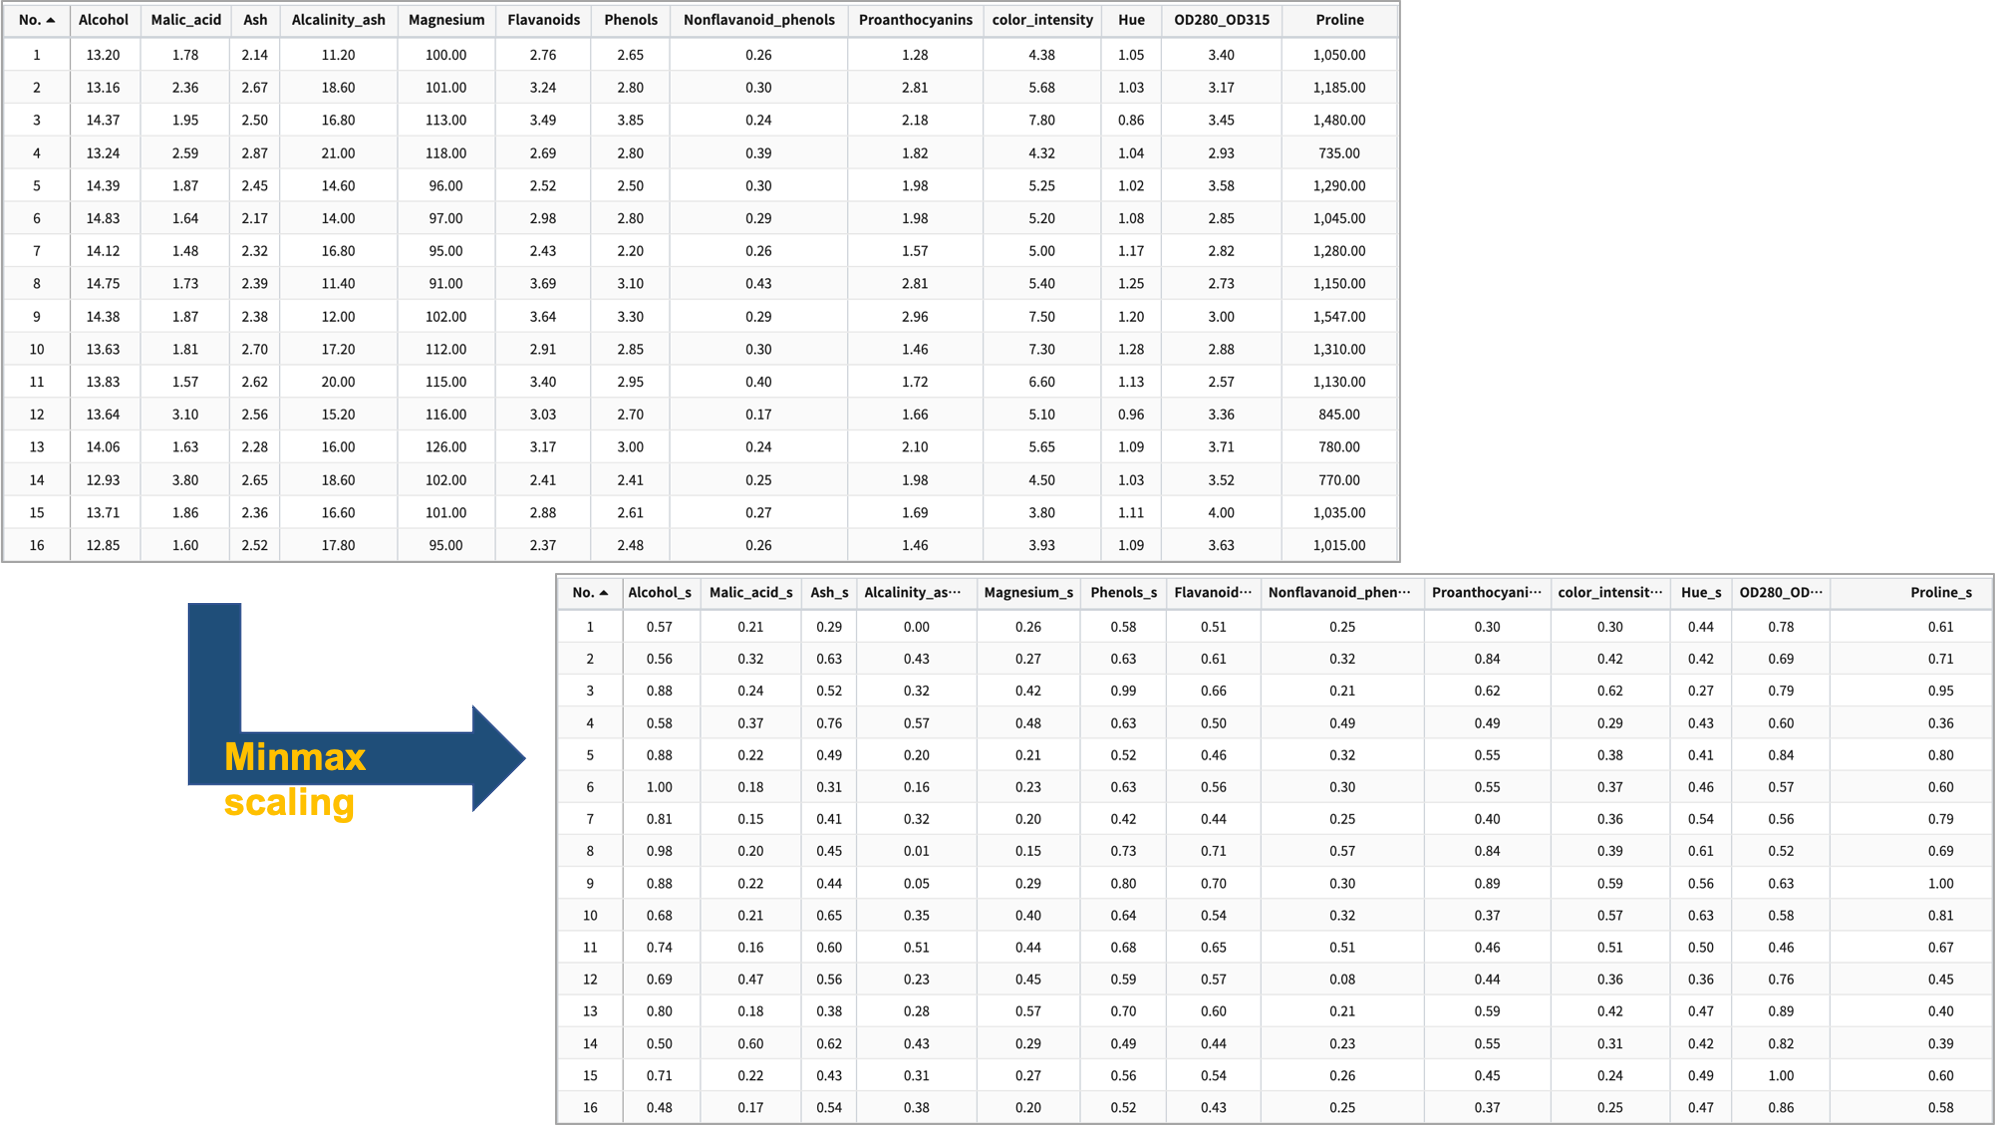 No. Alcohol Malic_acid Ash Alcalinity_ash Magnesium Flavanoids Phenols Nonflavanoid_phenols Proanthocyanins color_intensity Hue OD280_OD315 Proline
1 13.20 1.78 2.14 11.20 100.00 2.76 2.65 0.26 1.28 4.38 1.05 3.40 1,050.00
2 13.16 2.36 2.67 18.60 101.00 3.24 2.80 0.30 2.81 5.68 1.03 3.17 1,185.00
3 14.37 1.95 2.50 16.80 113.00 3.49 3.85 0.24 2.18 7.80 0.86 3.45 1,480.00
4 13.24 2.59 2.87 21.00 118.00 2.69 2.80 0.39 1.82 4.32 1.04 2.93 735.00
5 14.39 1.87 2.45 14.60 96.00 2.52 2.50 0.30 1.98 5.25 1.02 3.58 1,290.00
6 14.83 1.64 2.17 14.00 97.00 2.98 2.80 0.29 1.98 5.20 1.08 2.85 1,045.00
7 14.12 1.48 2.32 16.80 95.00 2.43 2.20 0.26 1.57 5.00 1.17 2.82 1,280.00
8 14.75 1.73 2.39 11.40 91.00 3.69 3.10 0.43 2.81 5.40 1.25 2.73 1,150.00
9 14.38 1.87 2.38 12.00 102.00 3.64 3.30 0.29 2.96 7.50 1.20 3.00 1,547.00
10 13.63 1.81 2.70 17.20 112.00 2.91 2.85 0.30 1.46 7.30 1.28 2.88 1,310.00
11 13.83 1.57 2.62 20.00 115.00 3.40 2.95 0.40 1.72 6.60 1.13 2.57 1,130.00
12 13.64 3.10 2.56 15.20 116.00 3.03 2.70 0.17 1.66 5.10 0.96 3.36 845.00
13 14.06 1.63 2.28 16.00 126.00 3.17 3.00 0.24 2.10 5.65 1.09 3.71 780.00
14 12.93 3.80 2.65 18.60 102.00 2.41 2.41 0.25 1.98 4.50 1.03 3.52 770.00
15 13.71 1.86 2.36 16.60 101.00 2.88 2.61 0.27 1.69 3.80 1.11 4.00 1,035.00
16 12.85 1.60 2.52 17.80 95.00 2.37 2.48 0.26 1.46 3.93 1.09 3.63 1,015.00
Minmax
scaling
No. Alcohol_s Malic_acid_s Ash_s Alcalinity_as··· Magnesium_s Phenols_s Flavanoid··· Nonflavanoid_phen··· Proanthocyani··· color_intensit··· Hue_s OD280_OD··· Proline_s
1 0.57 0.21 0.29 0.00 0.26 0.58 0.51 0.25 0.30 0.30 0.44 0.78 0.61
2 0.56 0.32 0.63 0.43 0.27 0.63 0.61 0.32 0.84 0.42 0.42 0.69 0.71
3 0.88 0.24 0.52 0.32 0.42 0.99 0.66 0.21 0.62 0.62 0.27 0.79 0.95
4 0.58 0.37 0.76 0.57 0.48 0.63 0.50 0.49 0.49 0.29 0.43 0.60 0.36
5 0.88 0.22 0.49 0.20 0.21 0.52 0.46 0.32 0.55 0.38 0.41 0.84 0.80
6 1.00 0.18 0.31 0.16 0.23 0.63 0.56 0.30 0.55 0.37 0.46 0.57 0.60
7 0.81 0.15 0.41 0.32 0.20 0.42 0.44 0.25 0.40 0.36 0.54 0.56 0.79
8 0.98 0.20 0.45 0.01 0.15 0.73 0.71 0.57 0.84 0.39 0.61 0.52 0.69
9 0.88 0.22 0.44 0.05 0.29 0.80 0.70 0.30 0.89 0.59 0.56 0.63 1.00
10 0.68 0.21 0.65 0.35 0.40 0.64 0.54 0.32 0.37 0.57 0.63 0.58 0.81
11 0.74 0.16 0.60 0.51 0.44 0.68 0.65 0.51 0.46 0.51 0.50 0.46 0.67
12 0.69 0.47 0.56 0.23 0.45 0.59 0.57 0.08 0.44 0.36 0.36 0.76 0.45
13 0.80 0.18 0.38 0.28 0.57 0.70 0.60 0.21 0.59 0.42 0.47 0.89 0.40
14 0.50 0.60 0.62 0.43 0.29 0.49 0.44 0.23 0.55 0.31 0.42 0.82 0.39
15 0.71 0.22 0.43 0.31 0.27 0.56 0.54 0.26 0.45 0.24 0.49 1.00 0.60
16 0.48 0.17 0.54 0.38 0.20 0.52 0.43 0.25 0.37 0.25 0.47 0.86 0.58